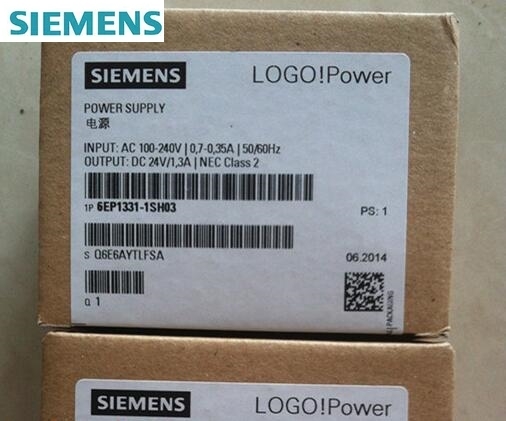 SIEMENS
SIEMENS LOGO!Power
POWER SUPPLY
电源
INPUT: AC 100-240V | 0,7-0,35A | 50/60Hz
OUTPUT: DC 24V/1,3A | NEC Class 2
1P 6EP1331-1SH03
PS: 1
S Q6E6AYTLFSA
06.2014
Q 1
PACKAGING
SIEMENS LOGO!Power